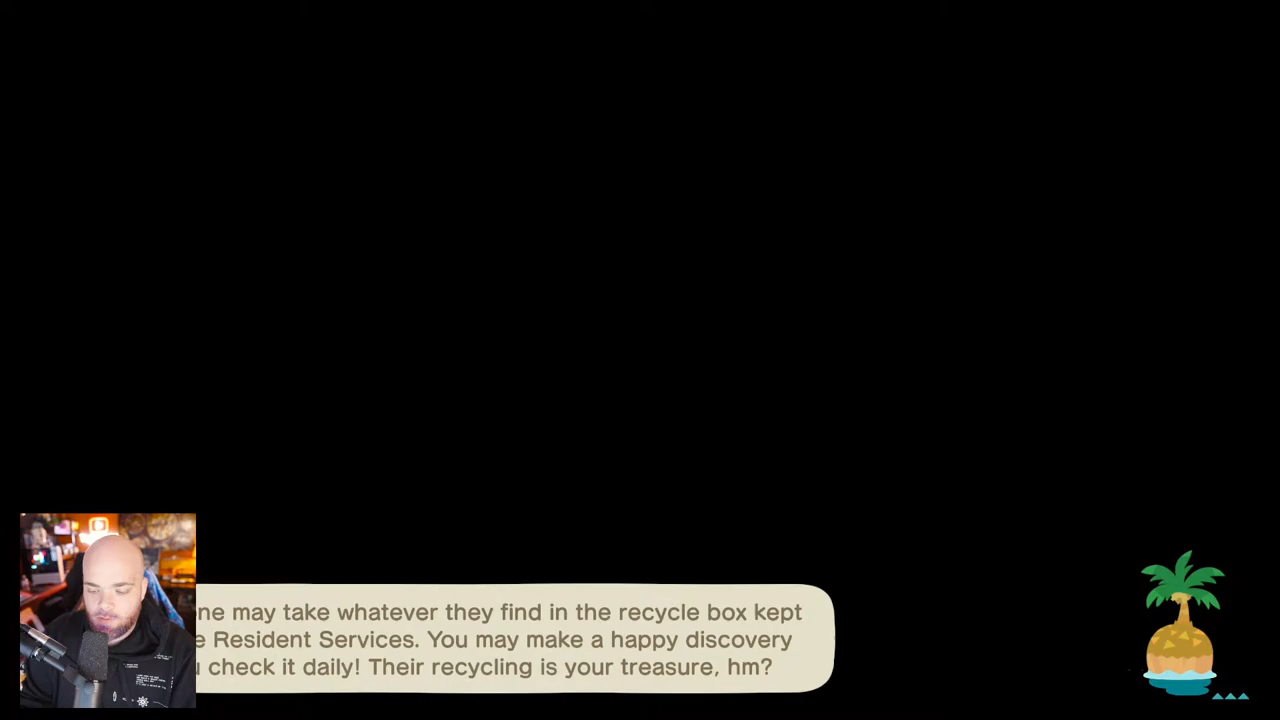 one may take whatever they find in the recycle box kept
e Resident Services. You may make a happy discovery
check it daily! Their recycling is your treasure, hm?